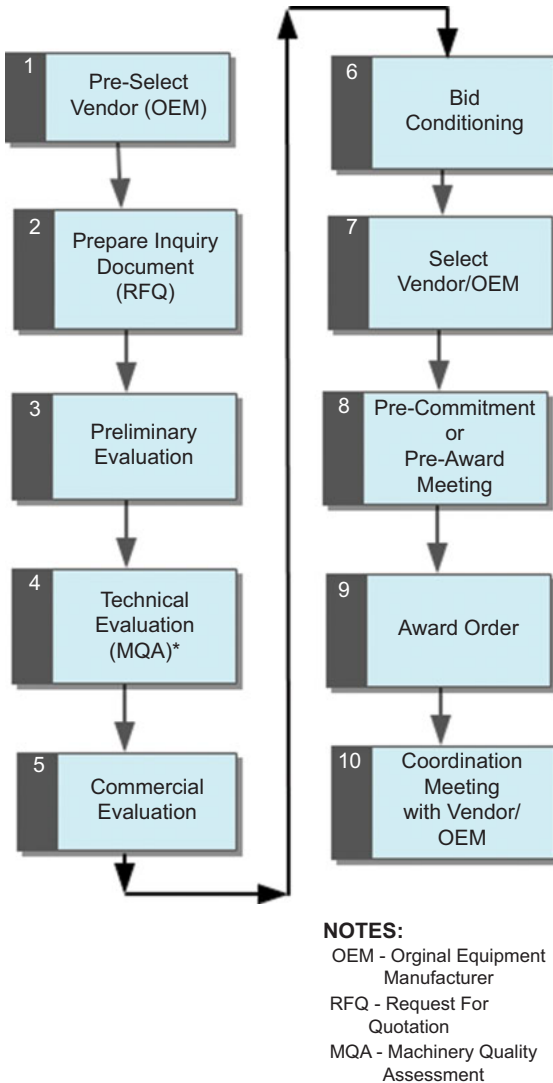 1
Pre-Select
Vendor (OEM)
2
Prepare Inquiry
Document
(RFQ)
3
Preliminary
Evaluation
4
Technical
Evaluation
(MQA)*
5
Commercial
Evaluation
6
Bid
Conditioning
7
Select
Vendor/OEM
8
Pre-Commitment
or
Pre-Award
Meeting
9
Award Order
10
Coordination
Meeting
with Vendor/
OEM
NOTES:
OEM - Orginal Equipment
Manufacturer
RFQ - Request For
Quotation
MQA - Machinery Quality
Assessment